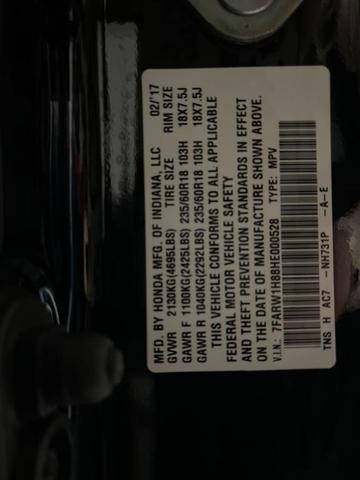 MFD. BY HONDA MFG. OF INDIANA, LLC 02/'17
GVWR 2130KG(4695LBS) TIRE SIZE RIM SIZE
GAWR F 1100KG(2425LBS) 235/60R18 103H 18X7.5J
GAWR R 1040KG(2292LBS) 235/60R18 103H 18X7.5J
THIS VEHICLE CONFORMS TO ALL APPLICABLE
FEDERAL MOTOR VEHICLE SAFETY
AND THEFT PREVENTION STANDARDS IN EFFECT
ON THE DATE OF MANUFACTURE SHOWN ABOVE.
V.I.N.: 7FARW1H88HE000528 TYPE: MPV
TNS H AC7 -NH731P -A-E